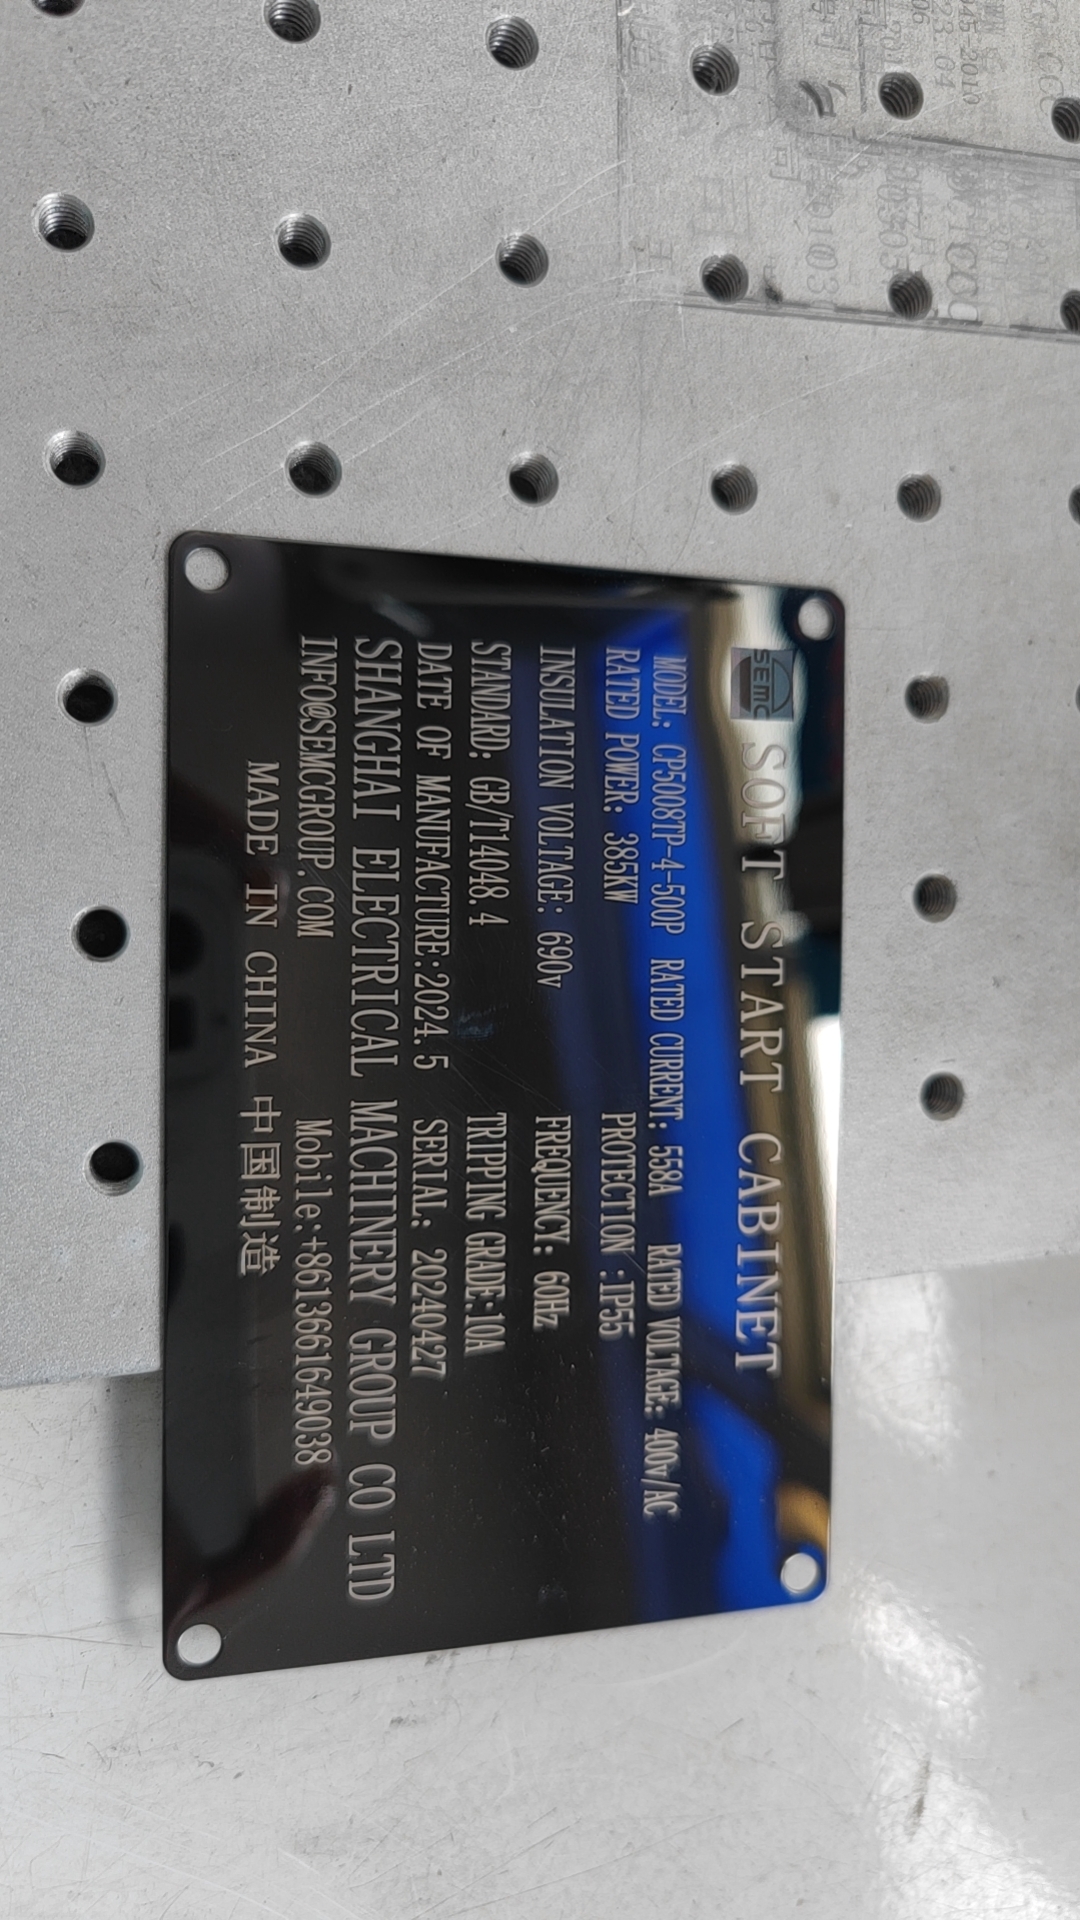 SEMC SOFT START CABINET
MODEL: CP5008TP-4-500P RATED CURRENT: 558A RATED VOLTAGE: 400v/AC
RATED POWER: 385KW PROTECTION :IP55
INSULATION VOLTAGE: 690v FREQUENCY: 60Hz
STANDARD: GB/T14048.4 TRIPPING GRADE:10A
DATE OF MANUFACTURE:2024.5 SERIAL: 20240427
SHANGHAI ELECTRICAL MACHINERY GROUP CO LTD
INFO@SEMCGROUP.COM Mobile:+8613661649038
MADE IN CHINA 中国制造